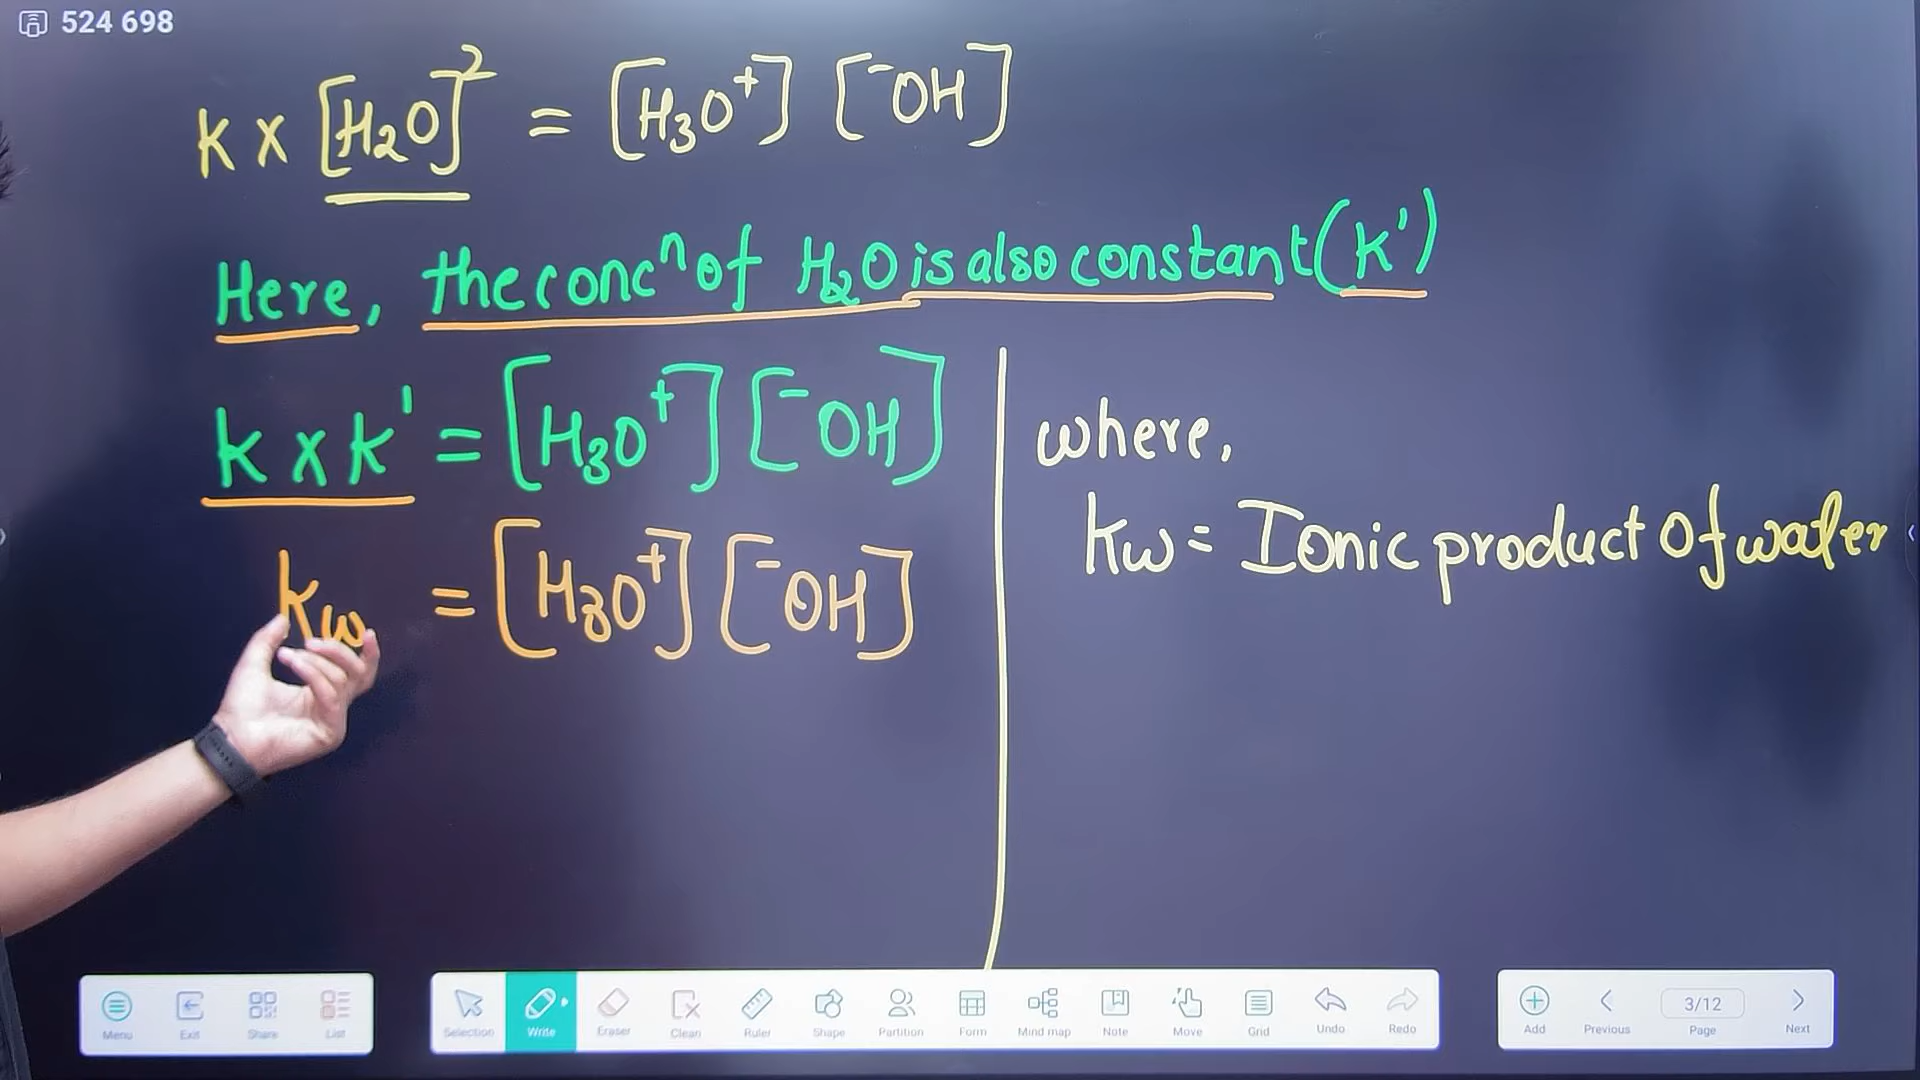 524 698
K × [H₂O]² = [H₃O⁺] [⁻OH]
Here, the concⁿ of H₂O is also constant (K')
K × K' = [H₃O⁺] [⁻OH]
Kw = [H₃O⁺] [⁻OH]
where,
Kw = Ionic product Of water
Menu Exit Share List
Selection Write Eraser Clean Ruler Shape Partition Form Mind map Note Move Grid Undo Redo
Add Previous 3/12 Page Next